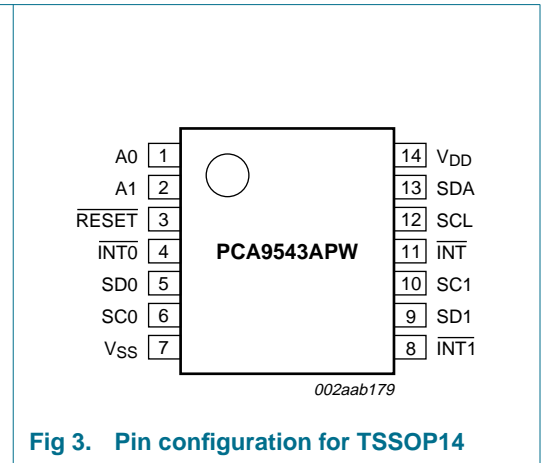 A0 1
A1 2
RESET 3
INT0 4
SD0 5
SC0 6
VSS 7
PCA9543APW
14 VDD
13 SDA
12 SCL
11 INT
10 SC1
9 SD1
8 INT1
002aab179
Fig 3. Pin configuration for TSSOP14